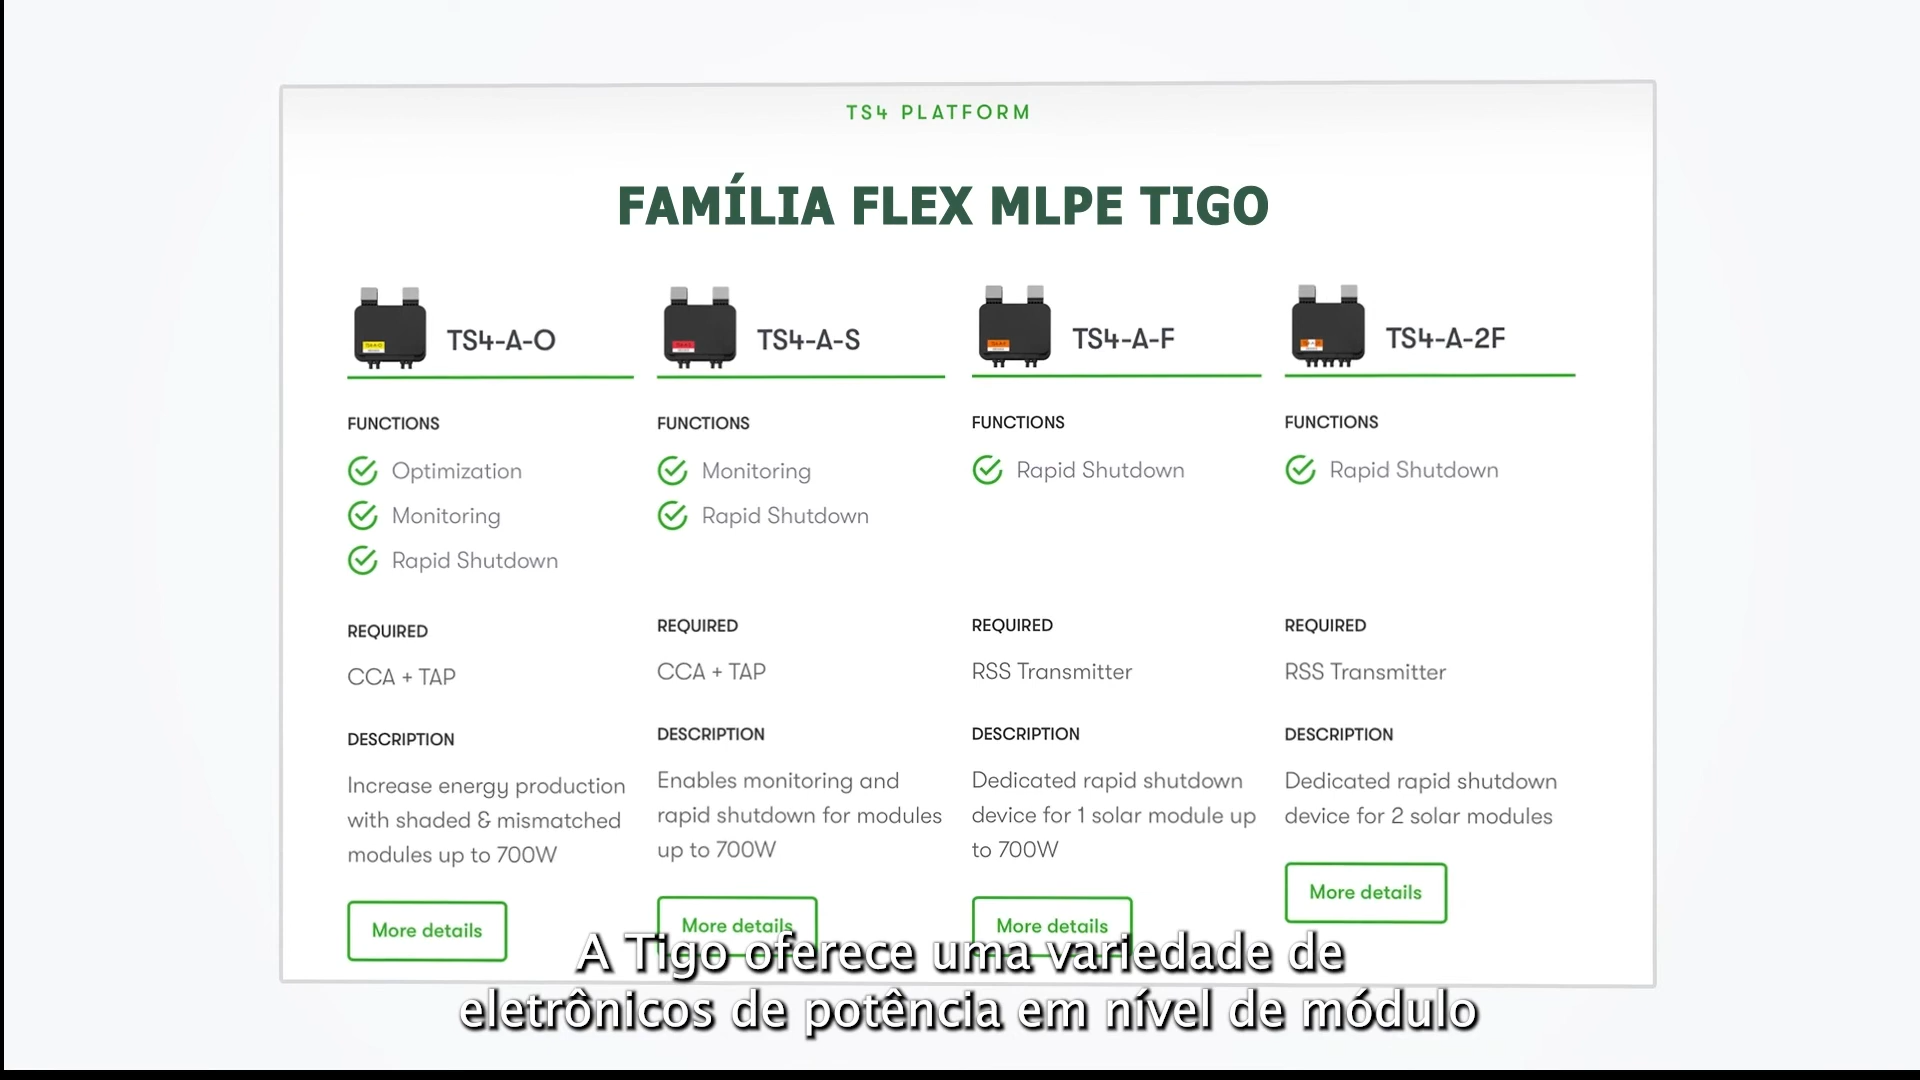 TS4 PLATFORM
FAMÍLIA FLEX MLPE TIGO
TS4-A-O
FUNCTIONS
Optimization
Monitoring
Rapid Shutdown
REQUIRED
CCA + TAP
DESCRIPTION
Increase energy production
with shaded & mismatched
modules up to 700W
More details
TS4-A-S
FUNCTIONS
Monitoring
Rapid Shutdown
REQUIRED
CCA + TAP
DESCRIPTION
Enables monitoring and
rapid shutdown for modules
up to 700W
More details
TS4-A-F
FUNCTIONS
Rapid Shutdown
REQUIRED
RSS Transmitter
DESCRIPTION
Dedicated rapid shutdown
device for 1 solar module up
to 700W
More details
TS4-A-2F
FUNCTIONS
Rapid Shutdown
REQUIRED
RSS Transmitter
DESCRIPTION
Dedicated rapid shutdown
device for 2 solar modules
More details
A Tigo oferece uma variedade de
eletrônicos de potência em nível de módulo